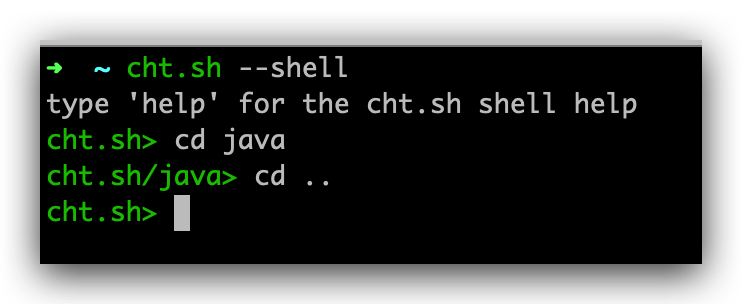 ➜  ~ cht.sh --shell
type 'help' for the cht.sh shell help
cht.sh> cd java
cht.sh/java> cd ..
cht.sh>